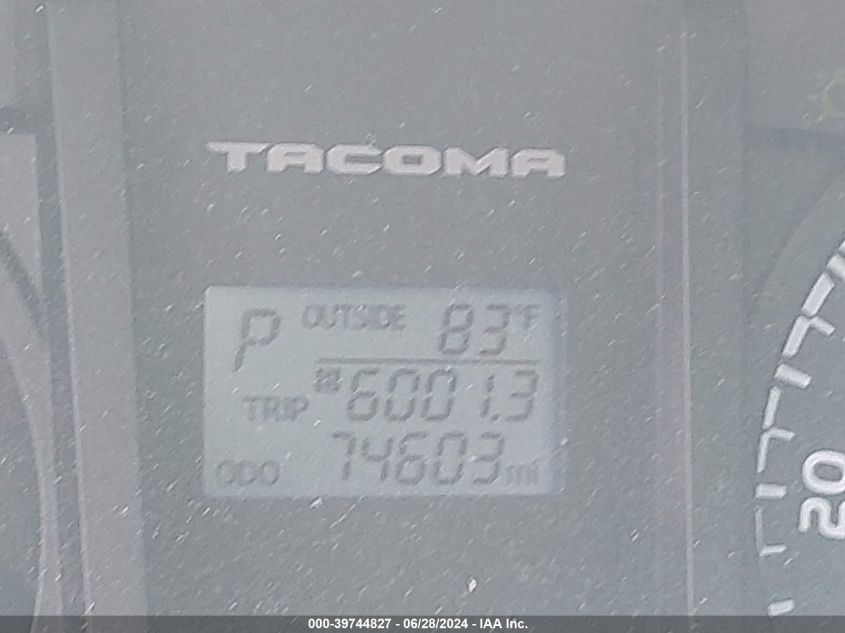 TACOMA
P OUTSIDE 83°F
TRIP 6001.3
ODO 74603 mi
20
000-39744827 - 06/28/2024 - IAA Inc.